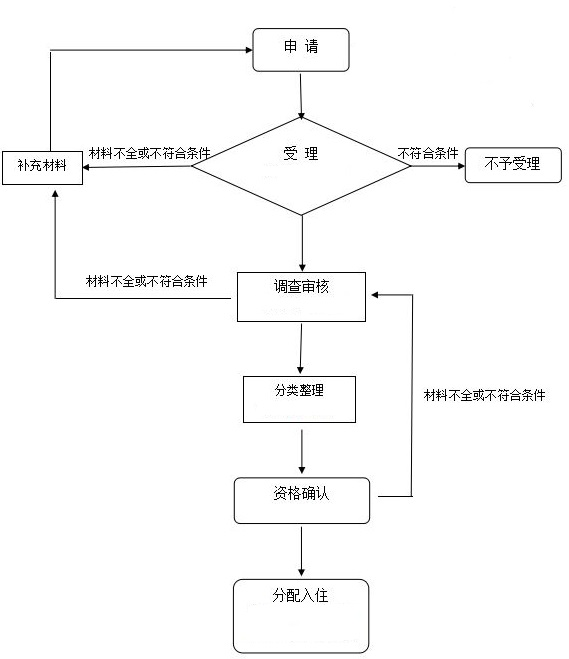 申 请
材料不全或不符合条件
受 理
不符合条件
补充材料
不予受理
材料不全或不符合条件
调查审核
分类整理
材料不全或不符合条件
资格确认
分配入住